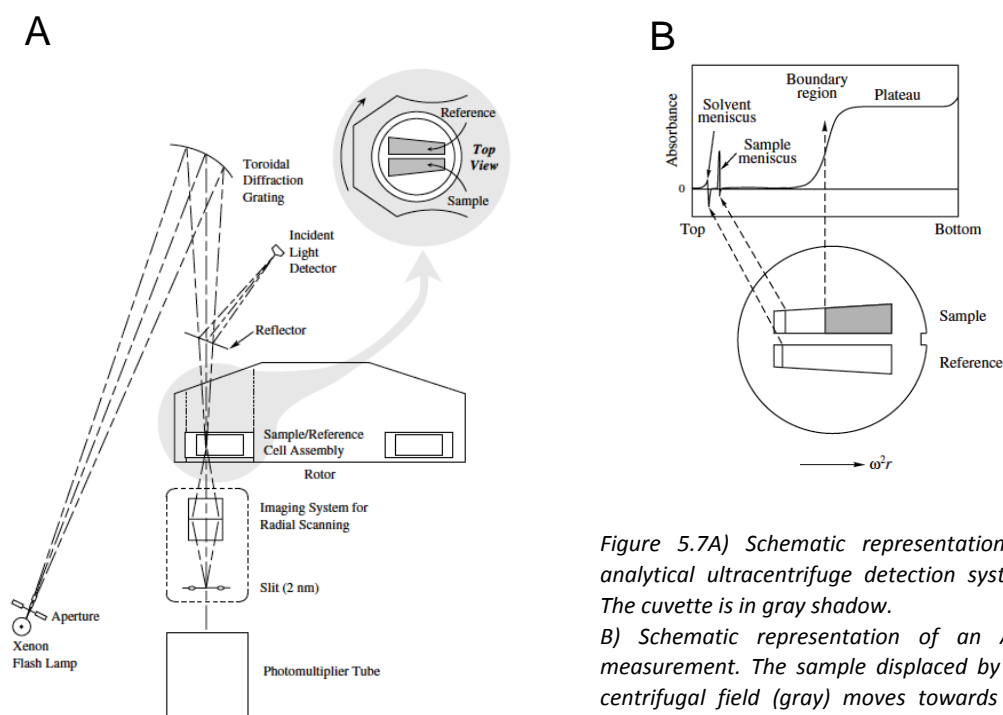 A
Reference
Top
View
Sample
Toroidal
Diffraction
Grating
Incident
Light
Detector
Reflector
Sample/Reference
Cell Assembly
Rotor
Imaging System for
Radial Scanning
Slit (2 nm)
Aperture
Xenon
Flash Lamp
Photomultiplier Tube
B
Absorbance
Solvent
meniscus
Sample
meniscus
Boundary
region
Plateau
0
Top
Bottom
Sample
Reference
ω²r
Figure 5.7A) Schematic representation
analytical ultracentrifuge detection syst
The cuvette is in gray shadow.
B) Schematic representation of an A
measurement. The sample displaced by
centrifugal field (gray) moves towards